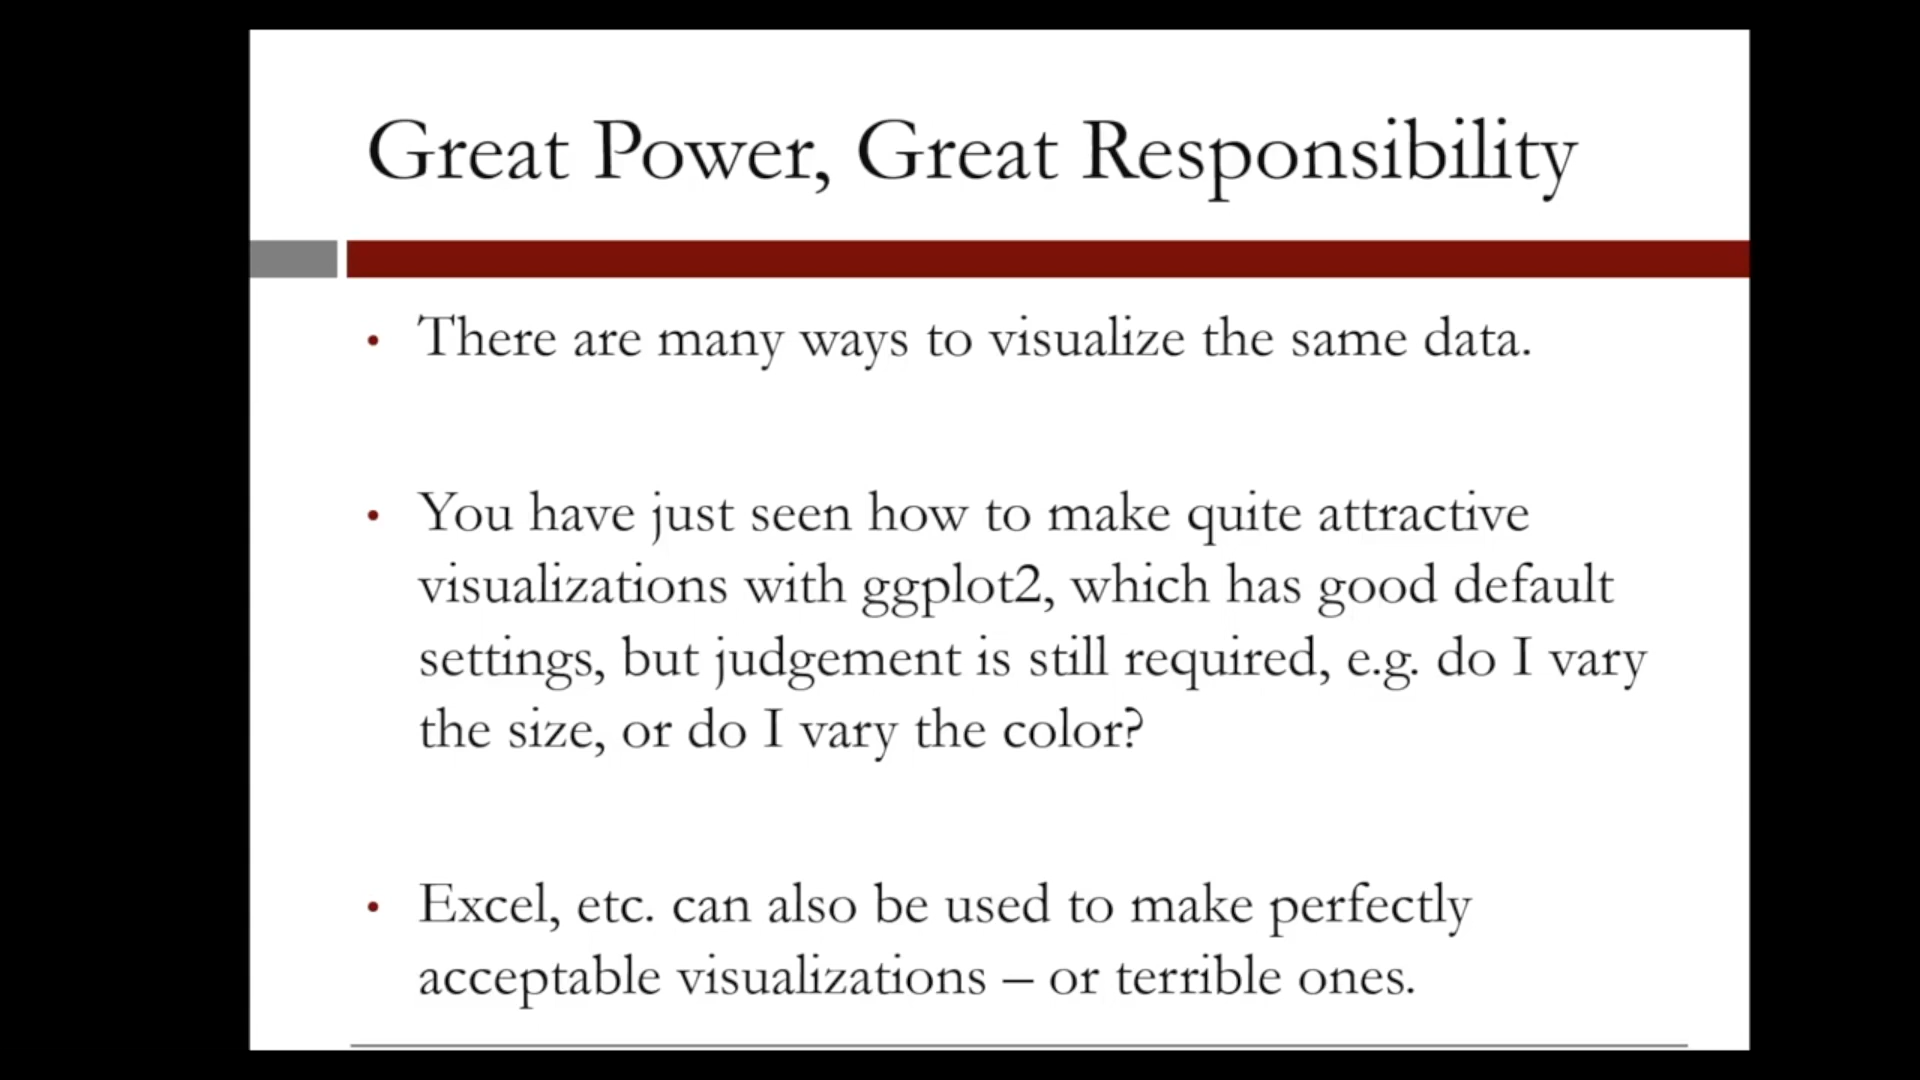 Great Power, Great Responsibility
• There are many ways to visualize the same data.
• You have just seen how to make quite attractive
visualizations with ggplot2, which has good default
settings, but judgement is still required, e.g. do I vary
the size, or do I vary the color?
• Excel, etc. can also be used to make perfectly
acceptable visualizations – or terrible ones.